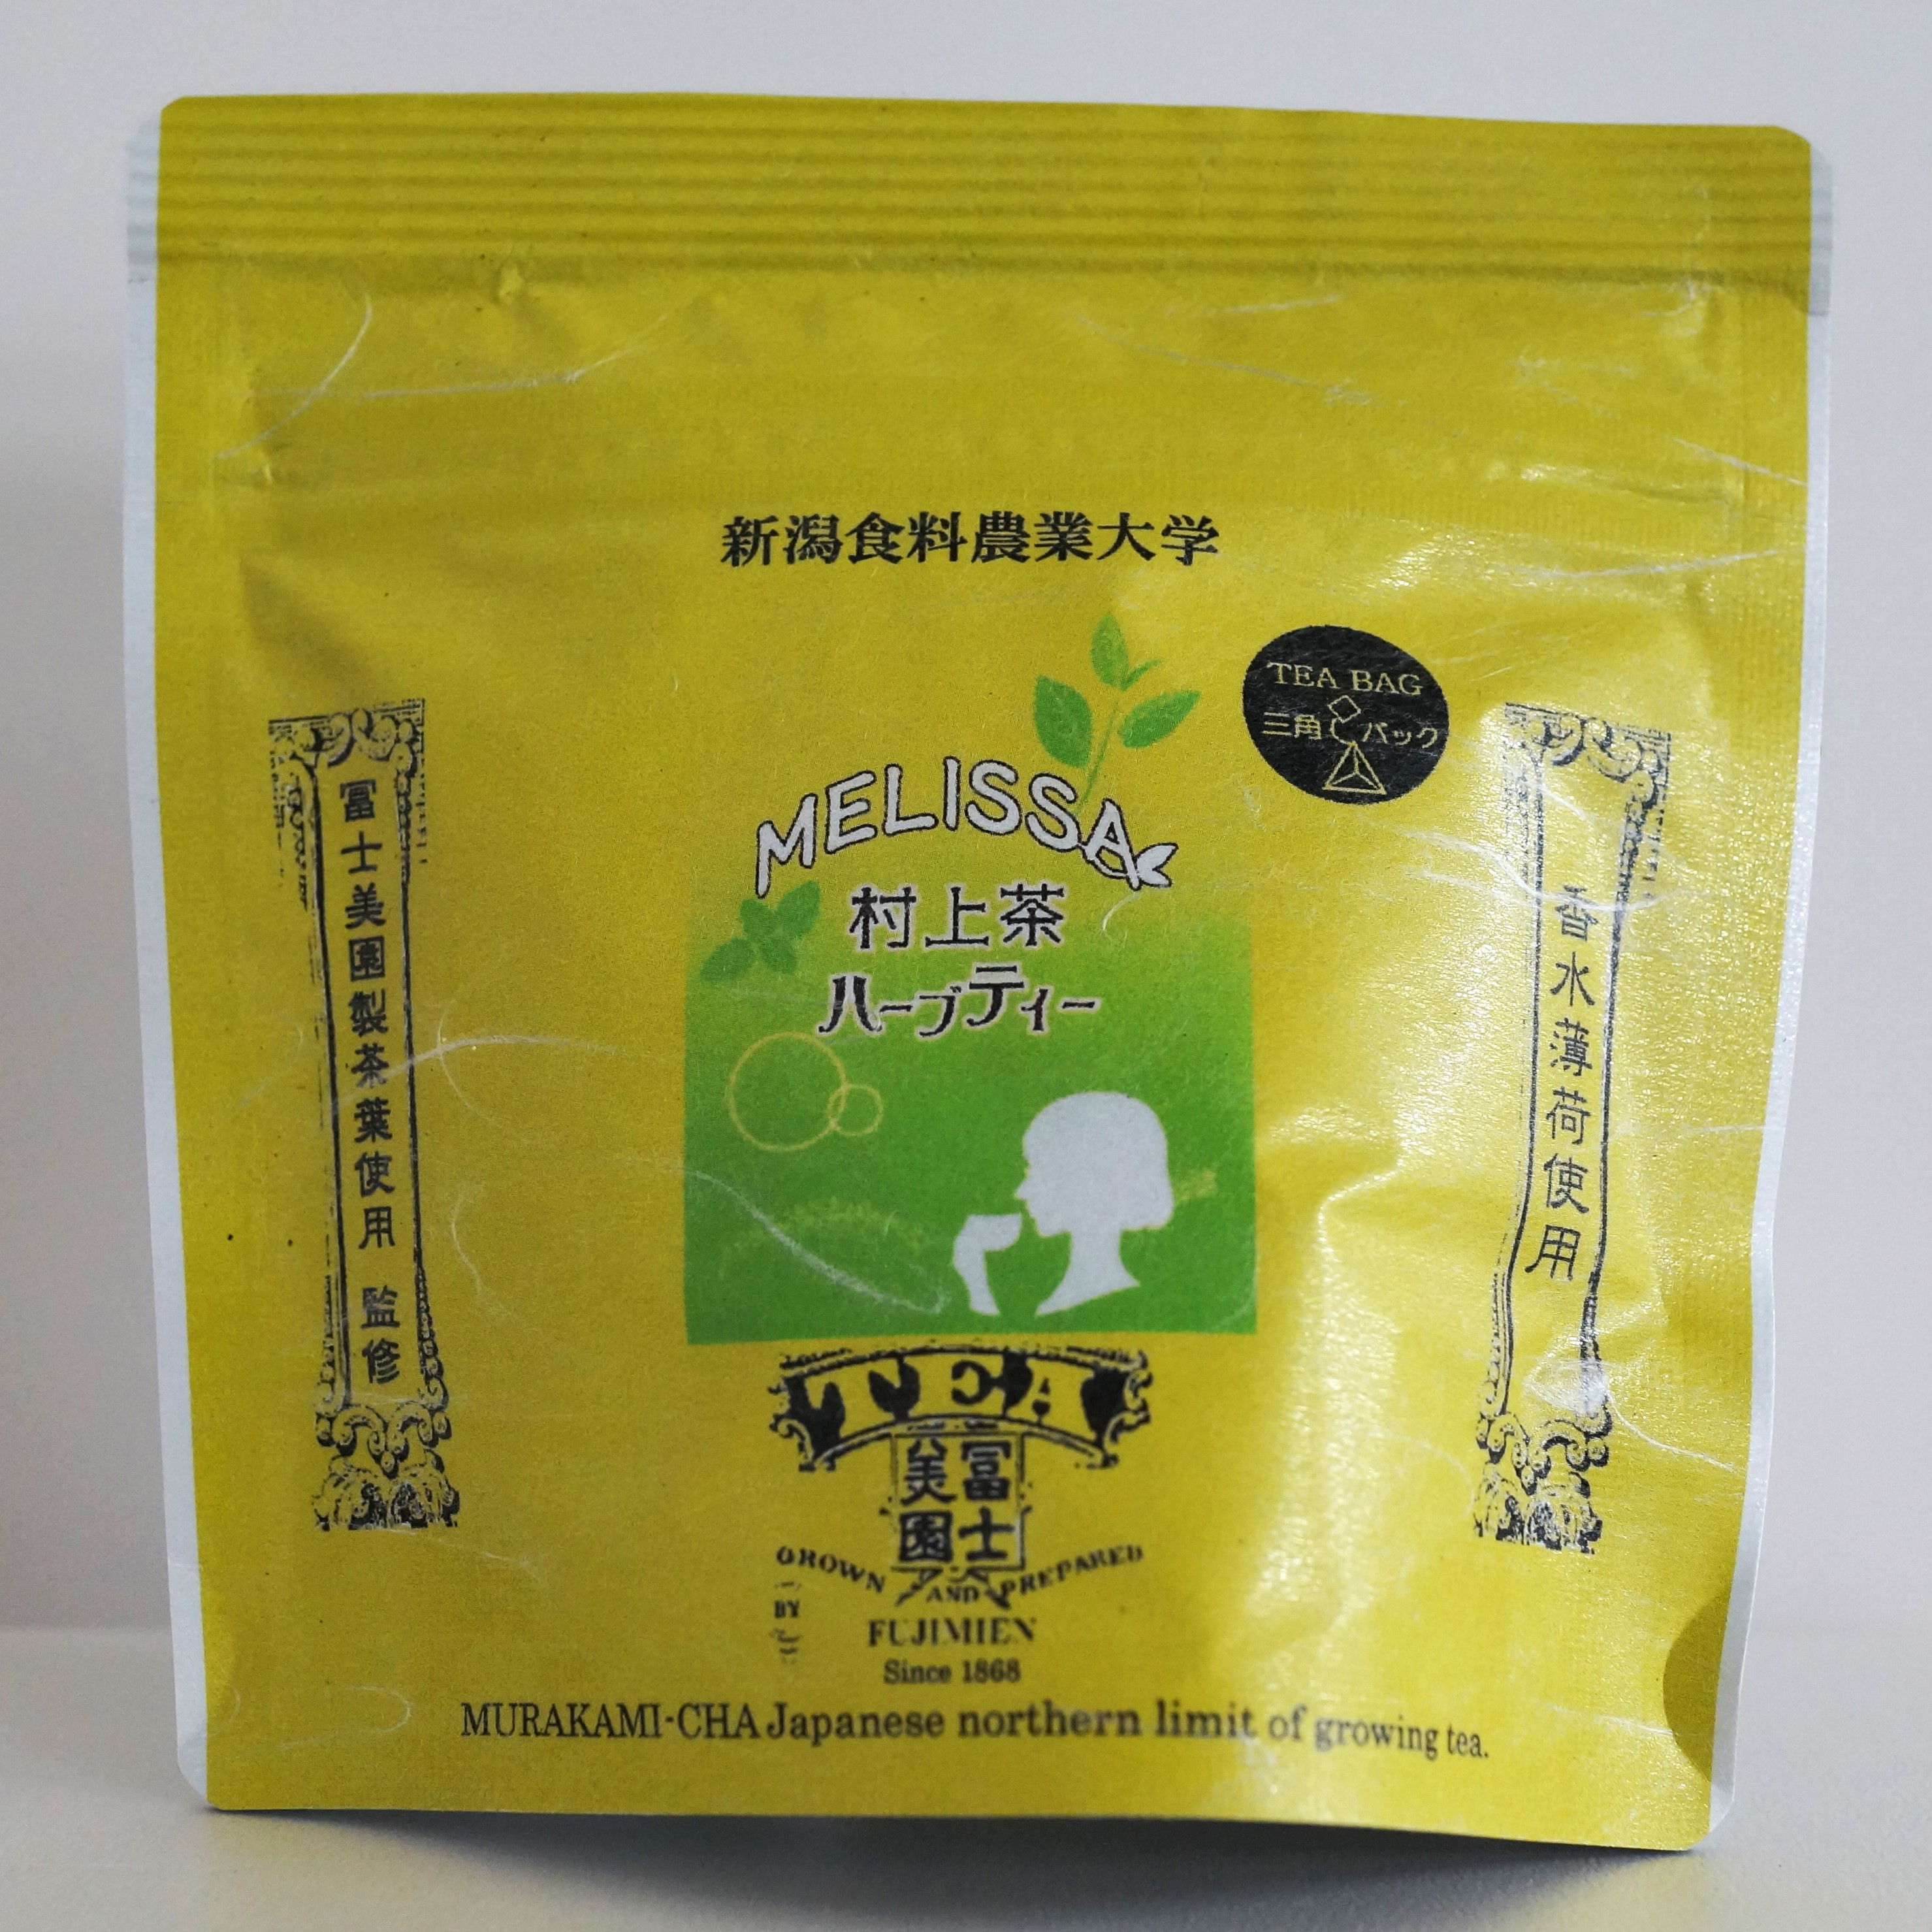 新潟食料農業大学
TEA BAG
三角パック
MELISSA
村上茶
ハーブティー
冨士美園製茶葉使用 監修
香水薄荷使用
TEA
冨士
美園
GROWN AND PREPARED
BY
FUJIMIEN
Since 1868
MURAKAMI-CHA Japanese northern limit of growing tea.